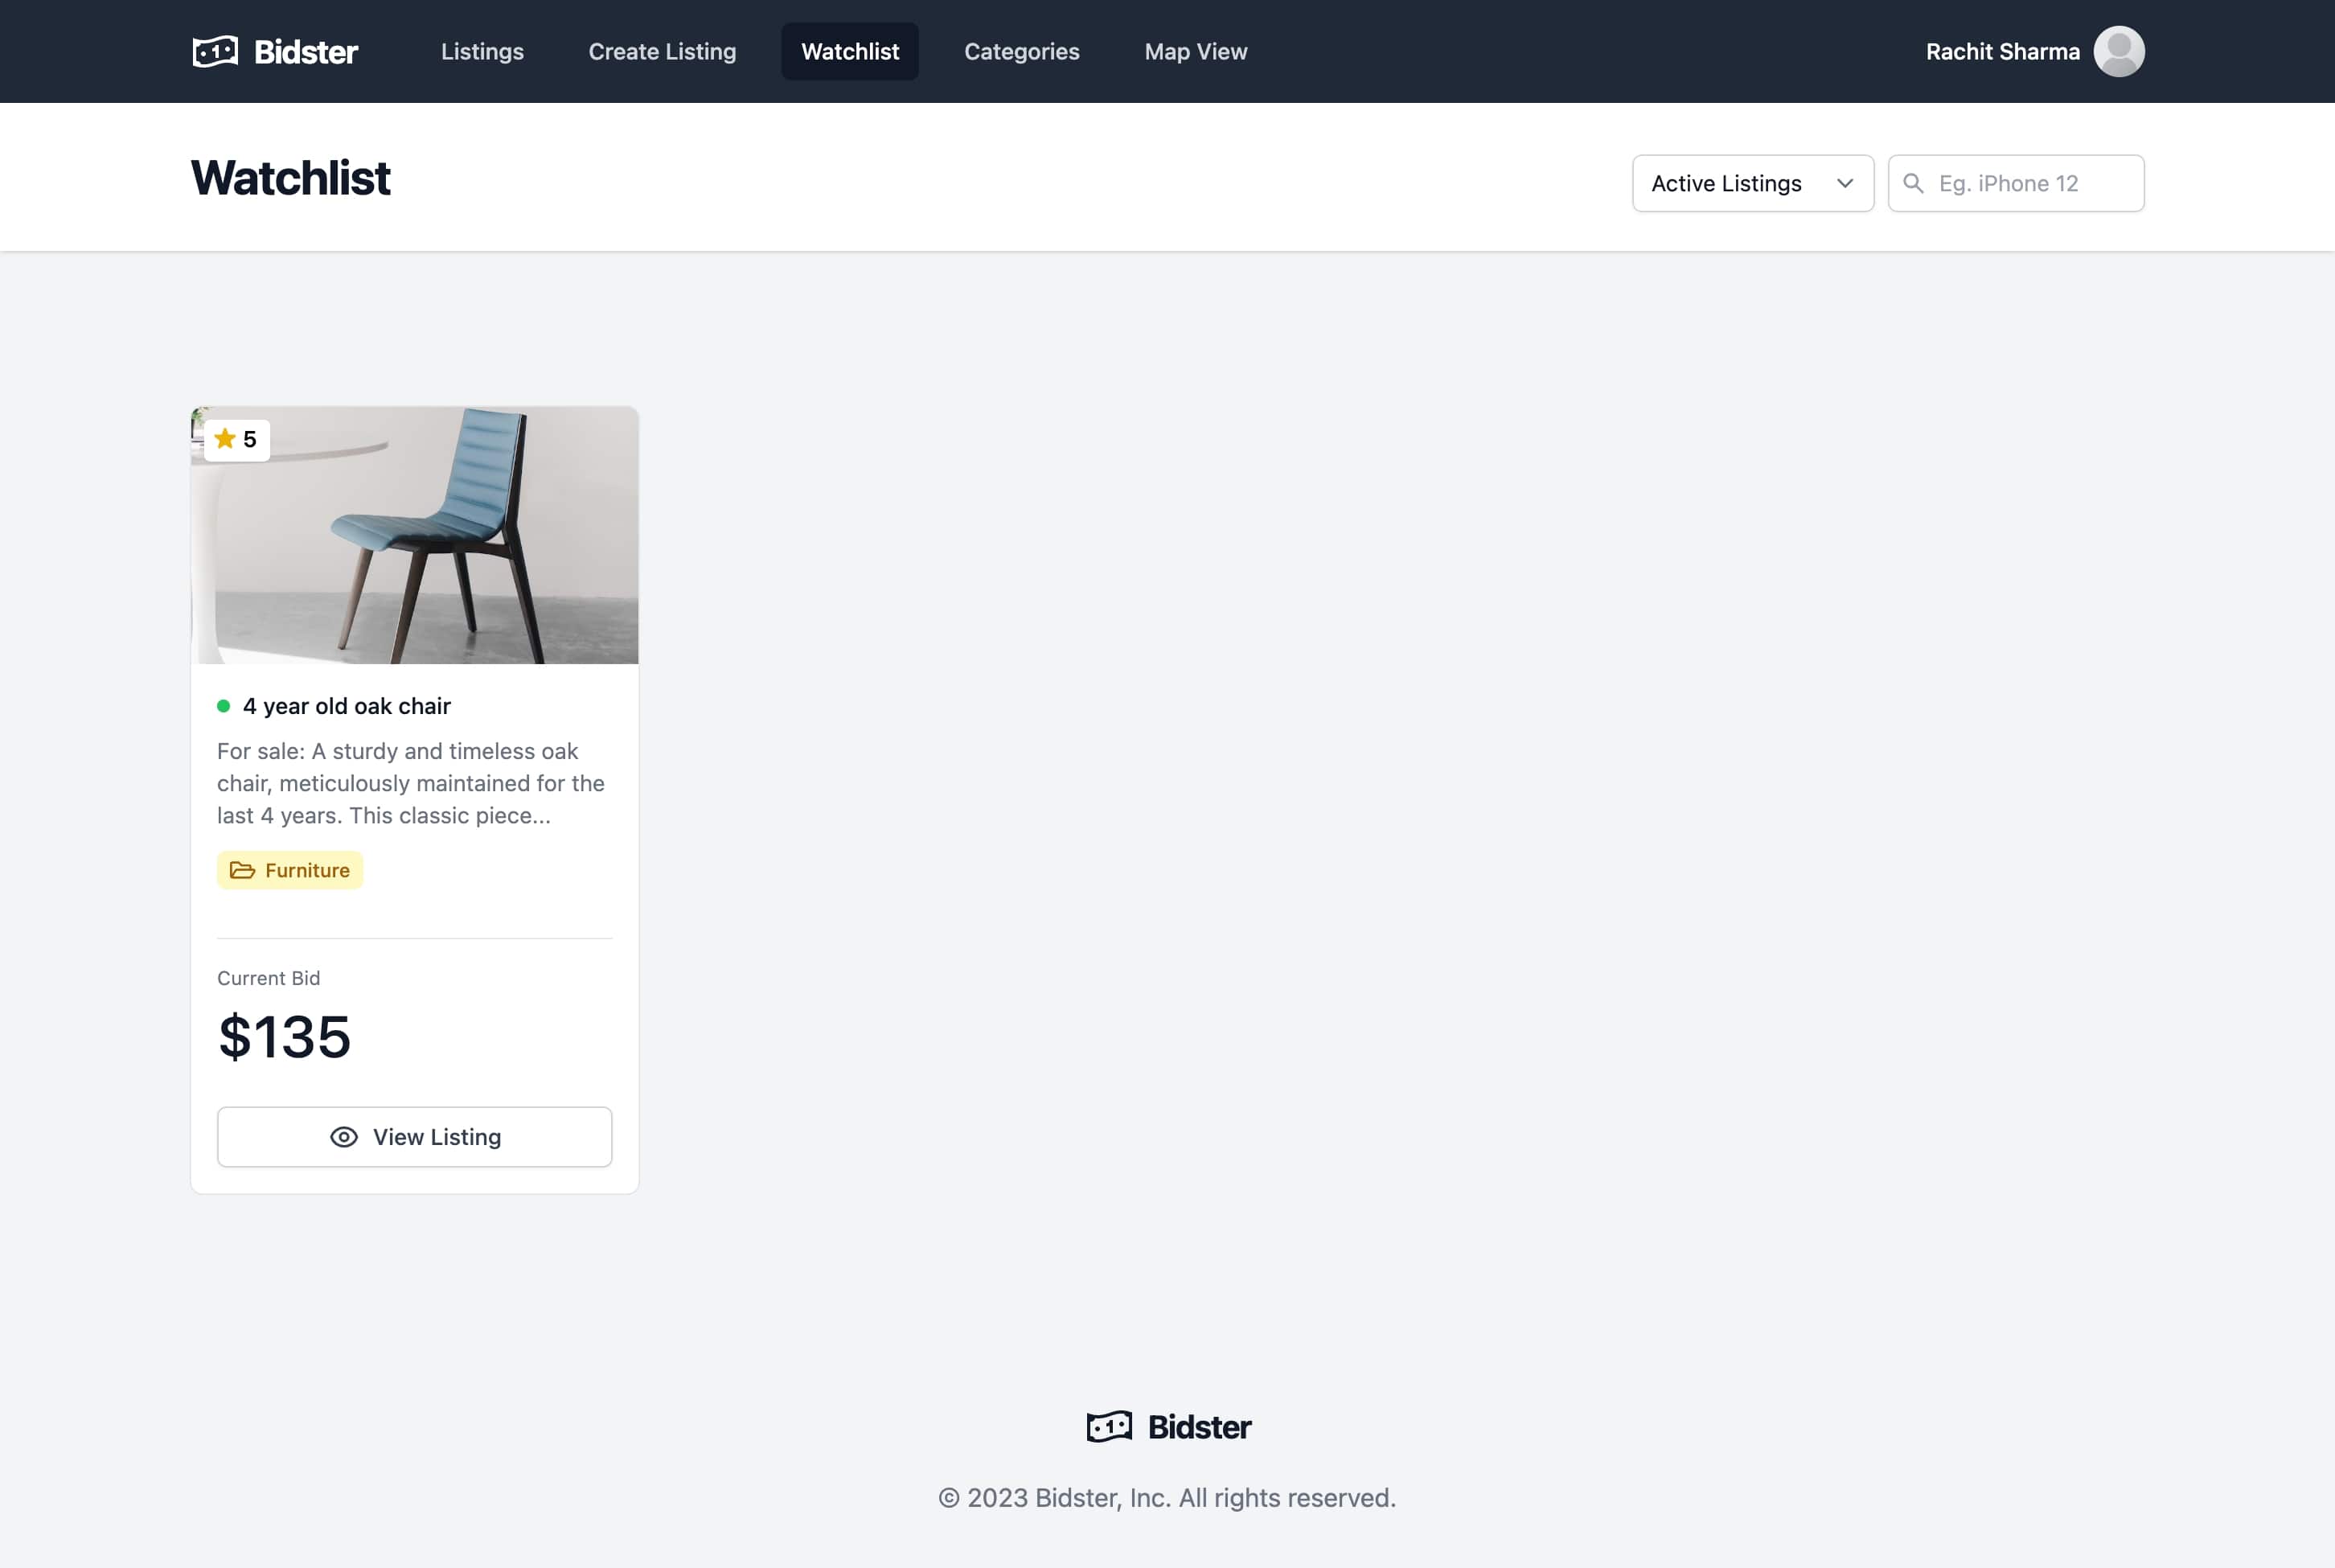 Bidster
Listings
Create Listing
Watchlist
Categories
Map View
Rachit Sharma
Watchlist
Active Listings
Eg. iPhone 12
5
4 year old oak chair
For sale: A sturdy and timeless oak
chair, meticulously maintained for the
last 4 years. This classic piece...
Furniture
Current Bid
$135
View Listing
Bidster
© 2023 Bidster, Inc. All rights reserved.